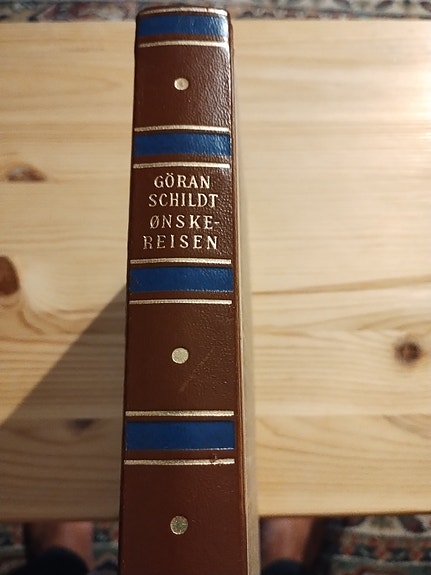 GÖRAN
SCHILDT
ØNSKE-
REISEN